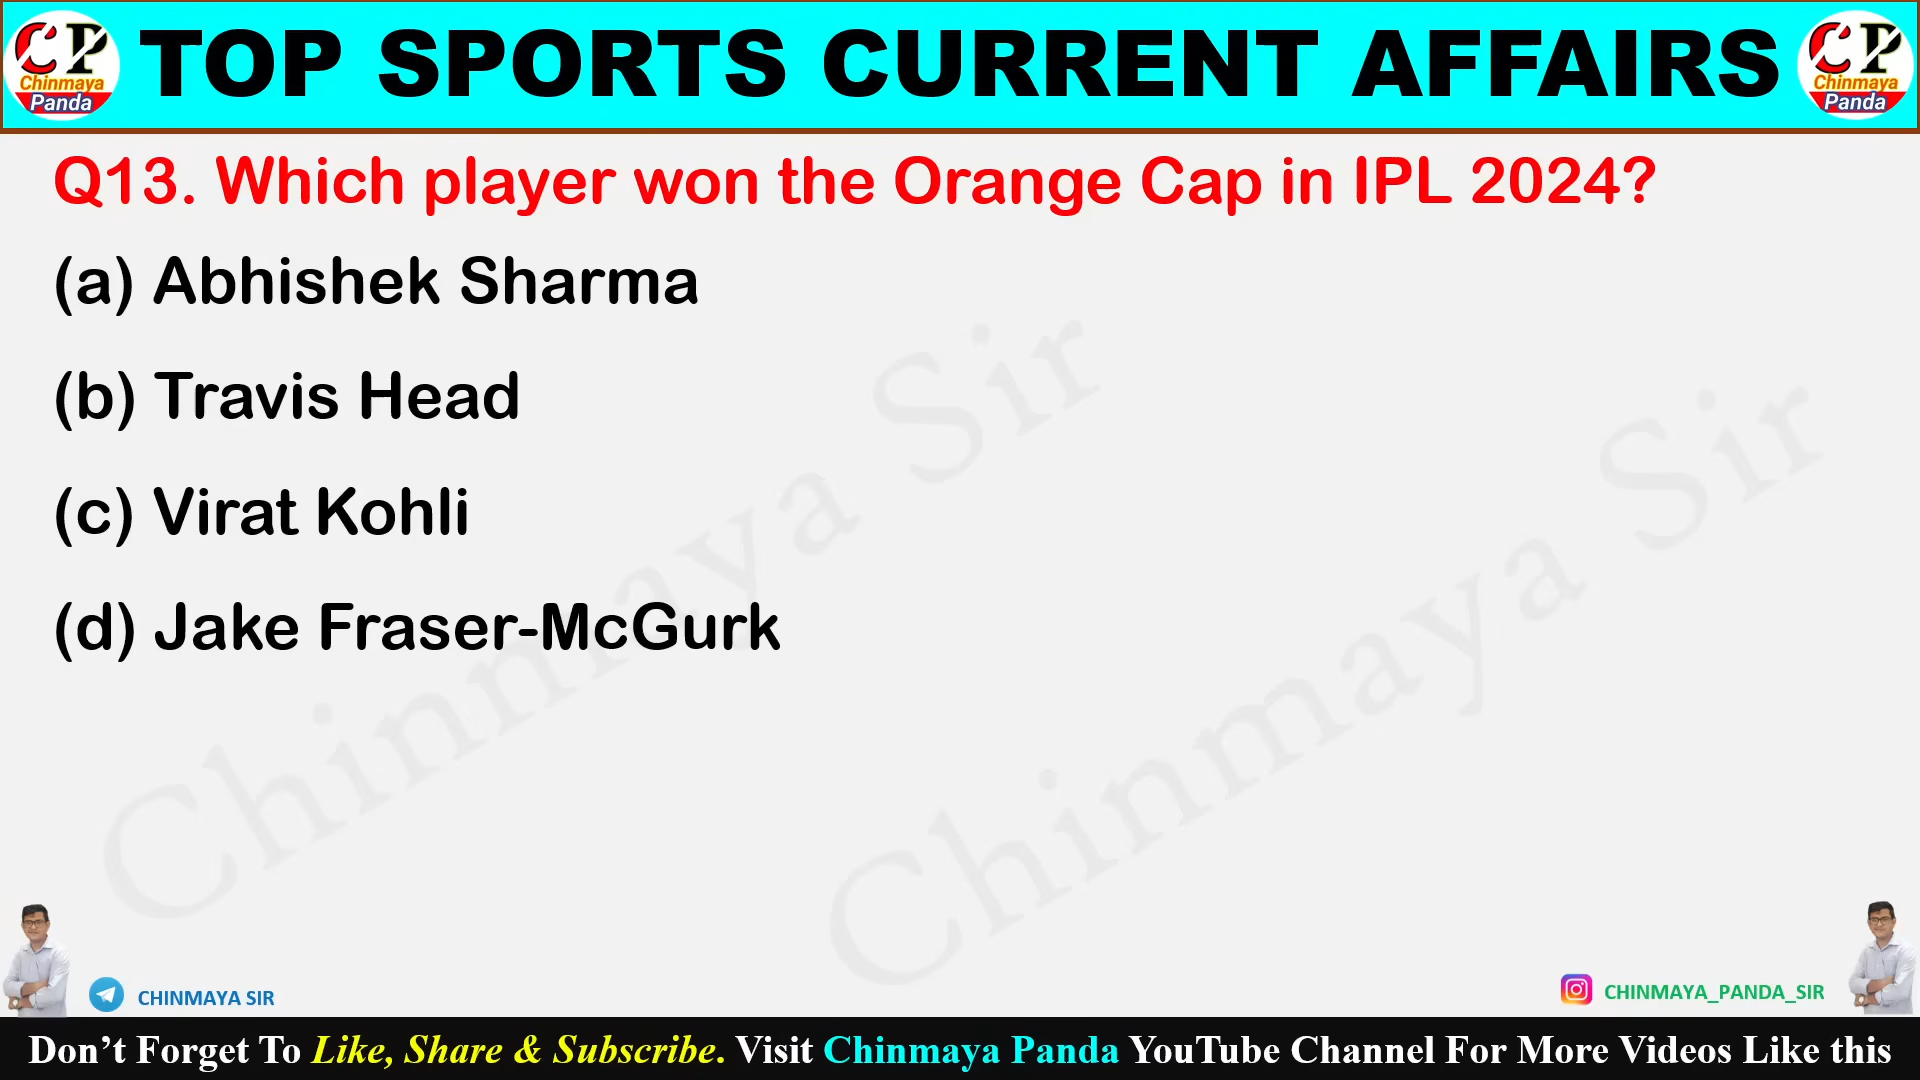 CP
Chinmaya
Panda
TOP SPORTS CURRENT AFFAIRS
CP
Chinmaya
Panda
Q13. Which player won the Orange Cap in IPL 2024?
(a) Abhishek Sharma
(b) Travis Head
(c) Virat Kohli
(d) Jake Fraser-McGurk
Chinmaya Sir
Chinmaya Sir
CHINMAYA SIR
CHINMAYA_PANDA_SIR
Don’t Forget To Like, Share & Subscribe. Visit Chinmaya Panda YouTube Channel For More Videos Like this